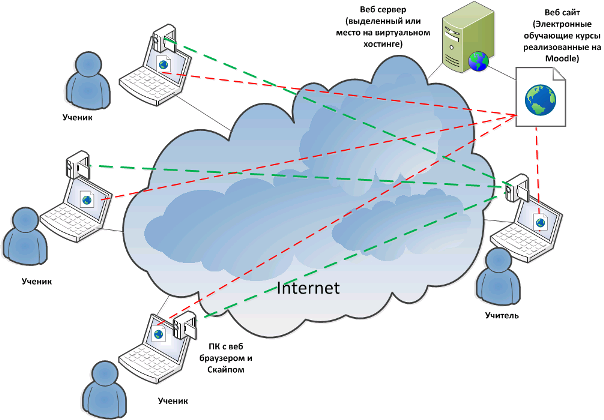 Веб сервер
(выделенный или
место на виртуальном
хостинге)
Веб сайт
(Электронные
обучающие курсы
реализованные на
Moodle)
Ученик
Ученик
Internet
Учитель
ПК с веб
браузером и
Скайпом
Ученик